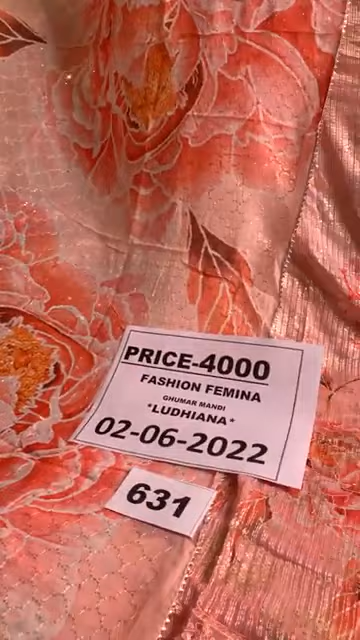 PRICE-4000
FASHION FEMINA
GHUMAR MANDI
*LUDHIANA*
02-06-2022
631